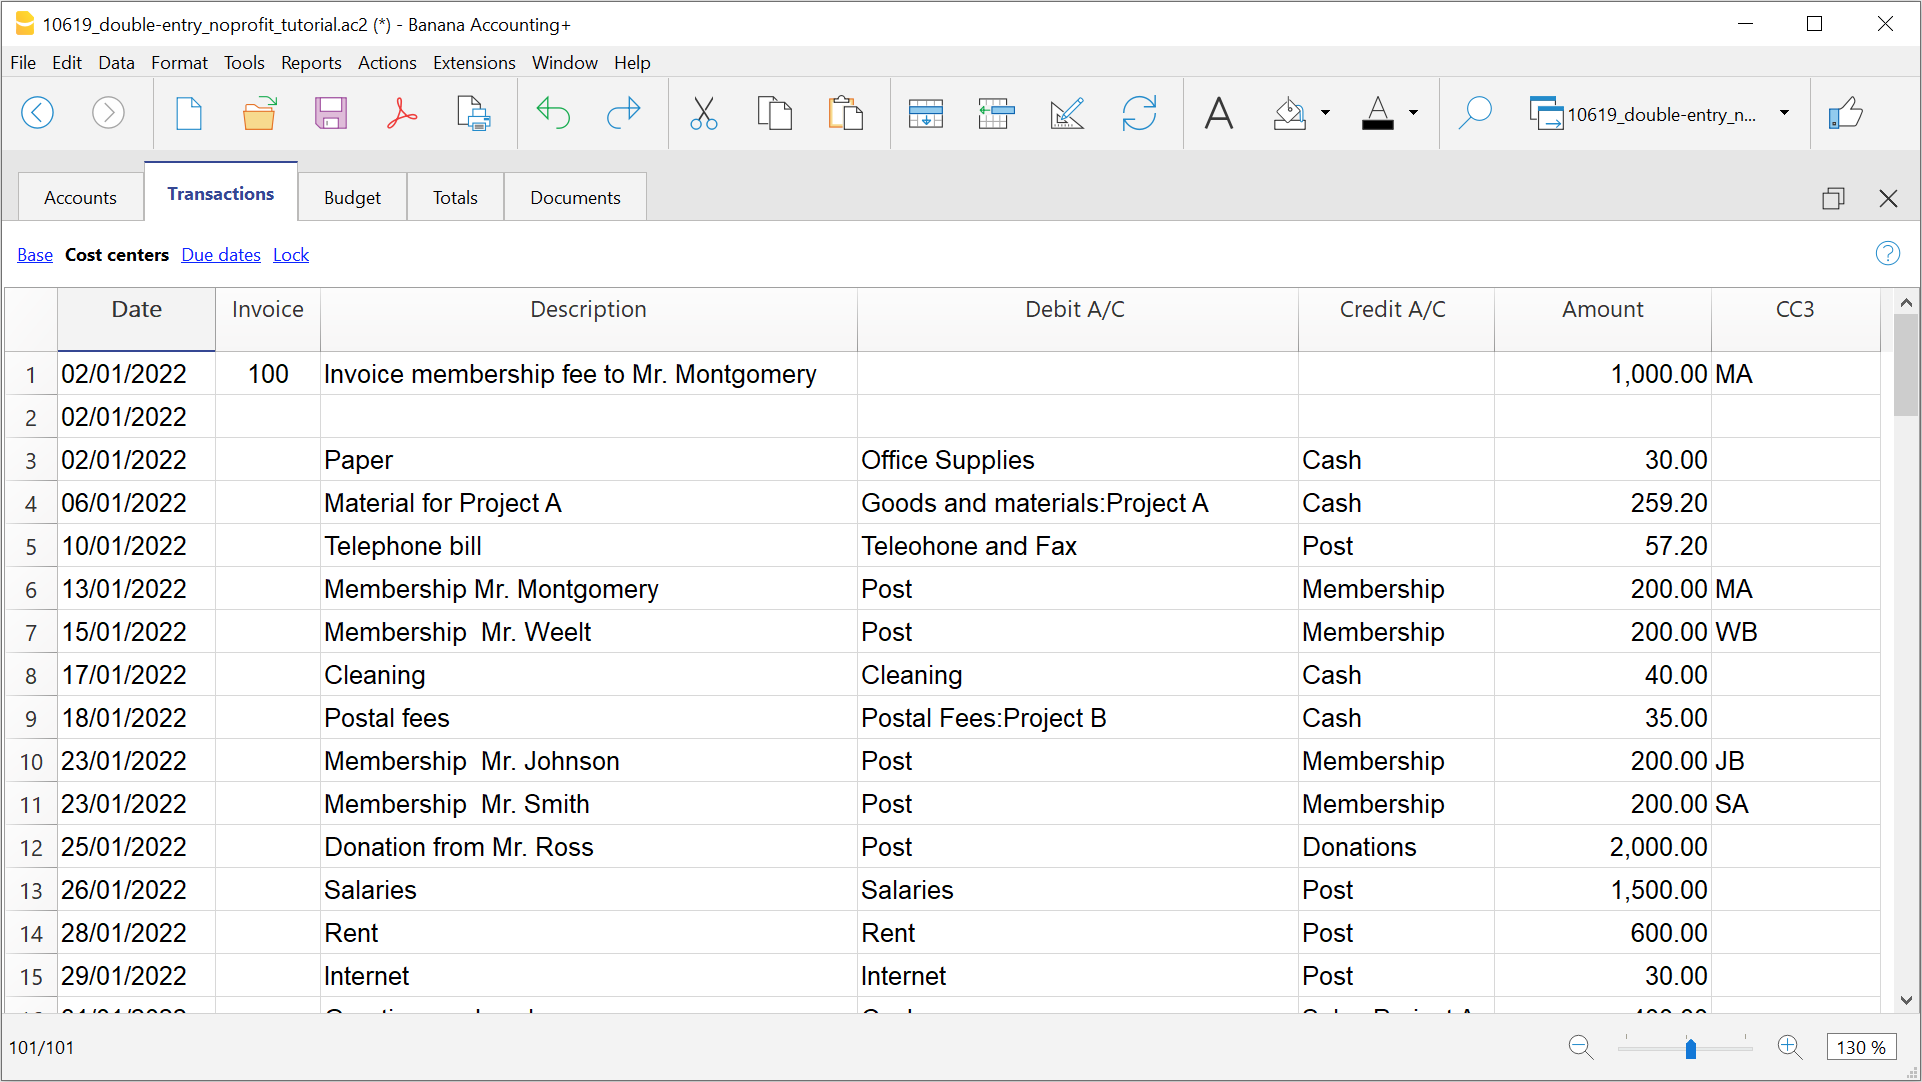 10619_double-entry_noprofit_tutorial.ac2 (*) - Banana Accounting+
File Edit Data Format Tools Reports Actions Extensions Window Help
10619_double-entry_n...
Accounts Transactions Budget Totals Documents
Base Cost centers Due dates Lock
Date Invoice Description Debit A/C Credit A/C Amount CC3
1 02/01/2022 100 Invoice membership fee to Mr. Montgomery 1,000.00 MA
2 02/01/2022
3 02/01/2022 Paper Office Supplies Cash 30.00
4 06/01/2022 Material for Project A Goods and materials:Project A Cash 259.20
5 10/01/2022 Telephone bill Teleohone and Fax Post 57.20
6 13/01/2022 Membership Mr. Montgomery Post Membership 200.00 MA
7 15/01/2022 Membership  Mr. Weelt Post Membership 200.00 WB
8 17/01/2022 Cleaning Cleaning Cash 40.00
9 18/01/2022 Postal fees Postal Fees:Project B Cash 35.00
10 23/01/2022 Membership  Mr. Johnson Post Membership 200.00 JB
11 23/01/2022 Membership  Mr. Smith Post Membership 200.00 SA
12 25/01/2022 Donation from Mr. Ross Post Donations 2,000.00
13 26/01/2022 Salaries Salaries Post 1,500.00
14 28/01/2022 Rent Rent Post 600.00
15 29/01/2022 Internet Internet Post 30.00
101/101 130 %